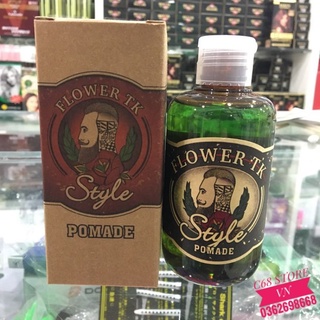 FLOWER TK
Style
POMADE
FLOWER TK
Style
POMADE
C68 STORE
VN
0362698668